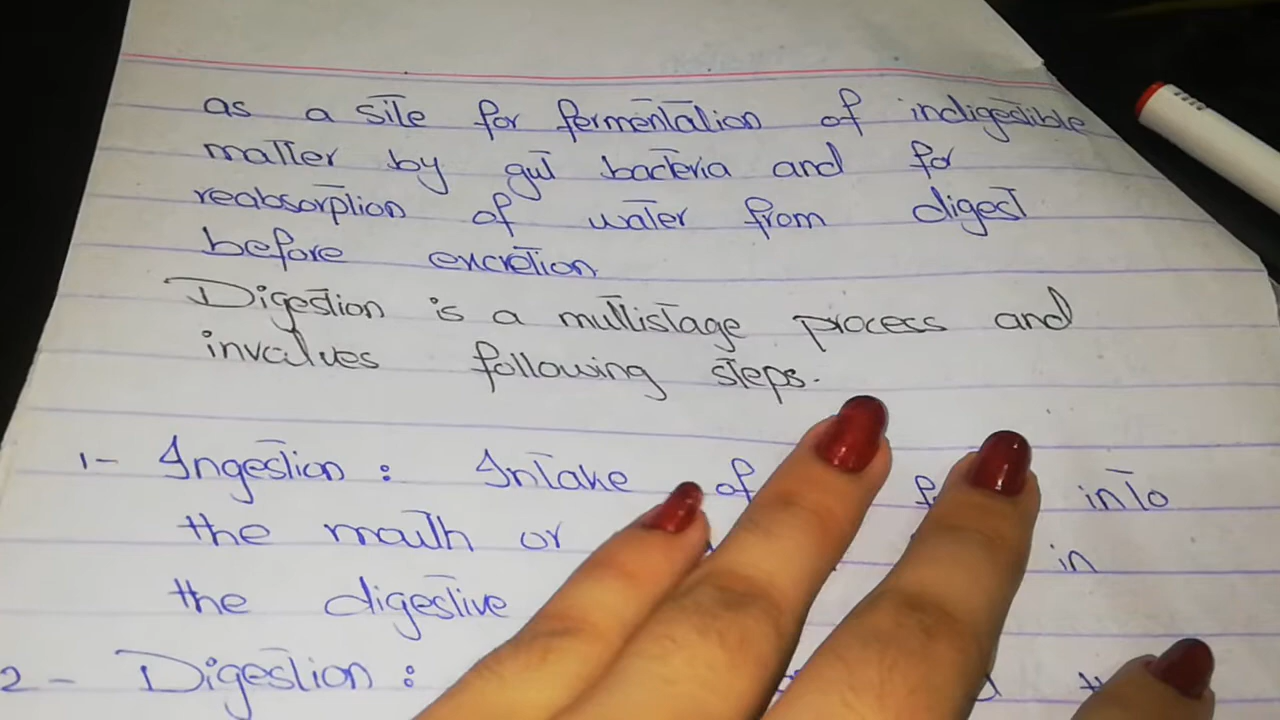 as a site for fermentation of indigestible
matter by gut bacteria and for
reabsorption of water from digest
before excretion
Digestion is a multistage process and
involves following steps.
1- Ingestion : Intake of into
the mouth or in
the digestive
2- Digestion :